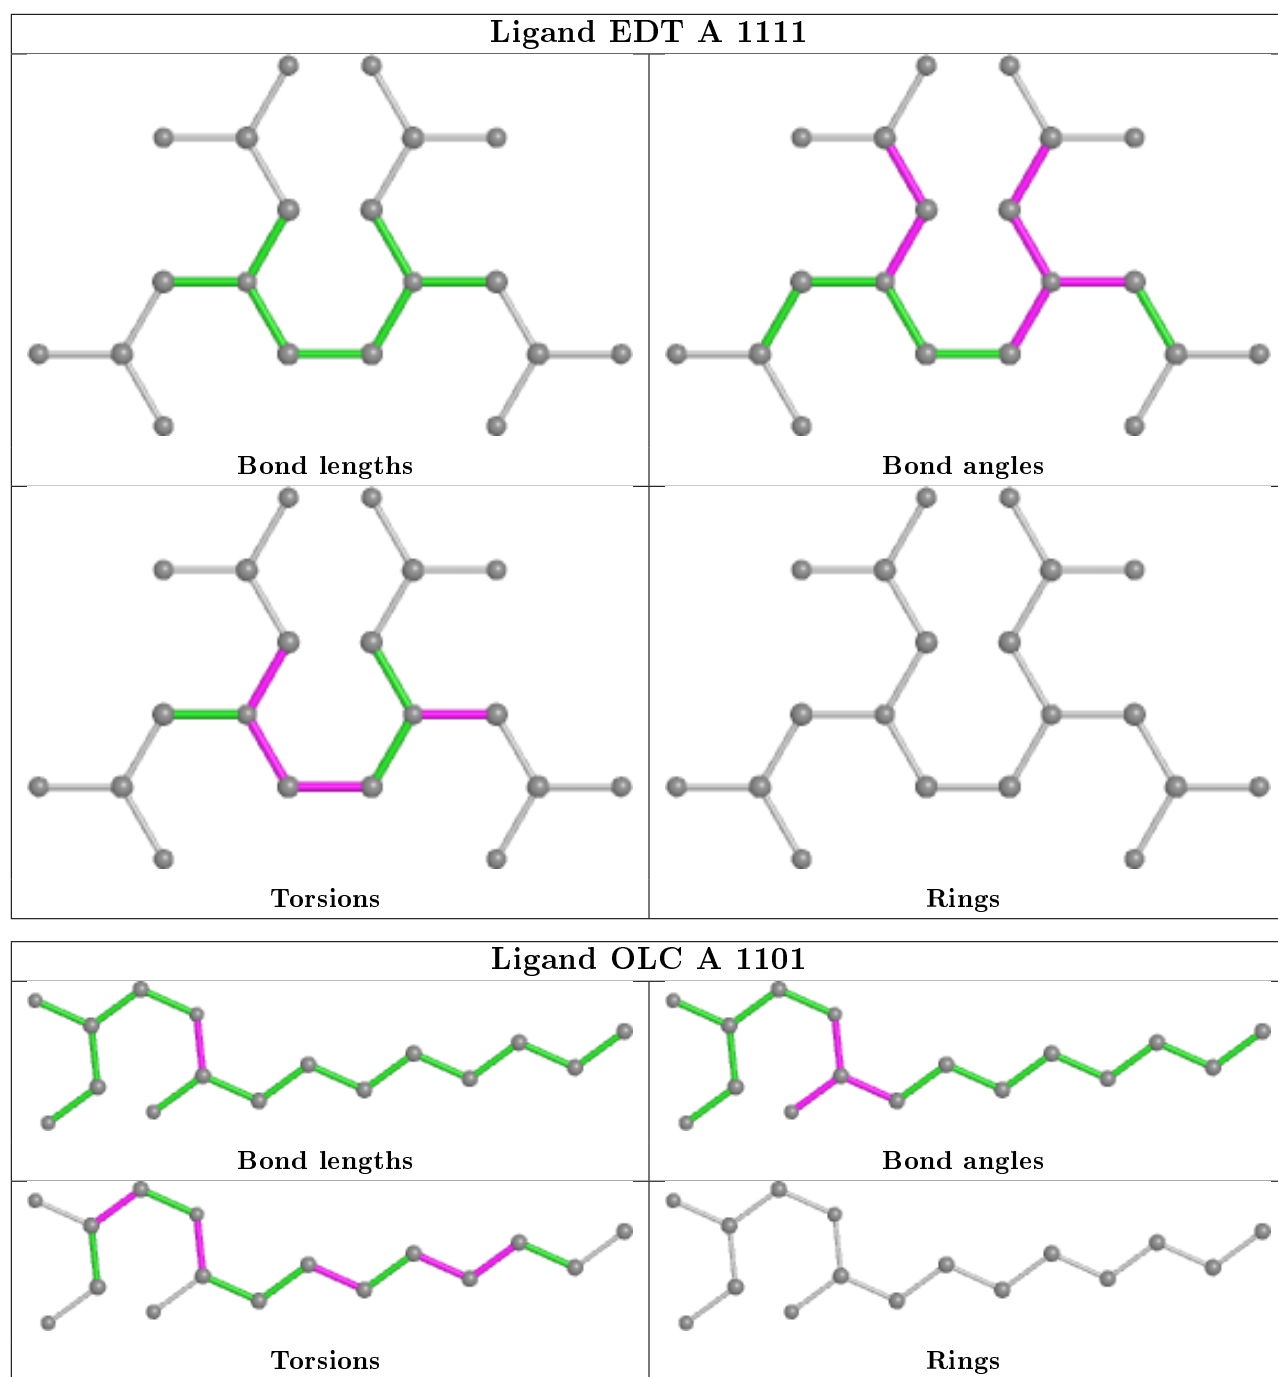 Ligand EDT A 1111
Bond lengths
Bond angles
Torsions
Rings
Ligand OLC A 1101
Bond lengths
Bond angles
Torsions
Rings